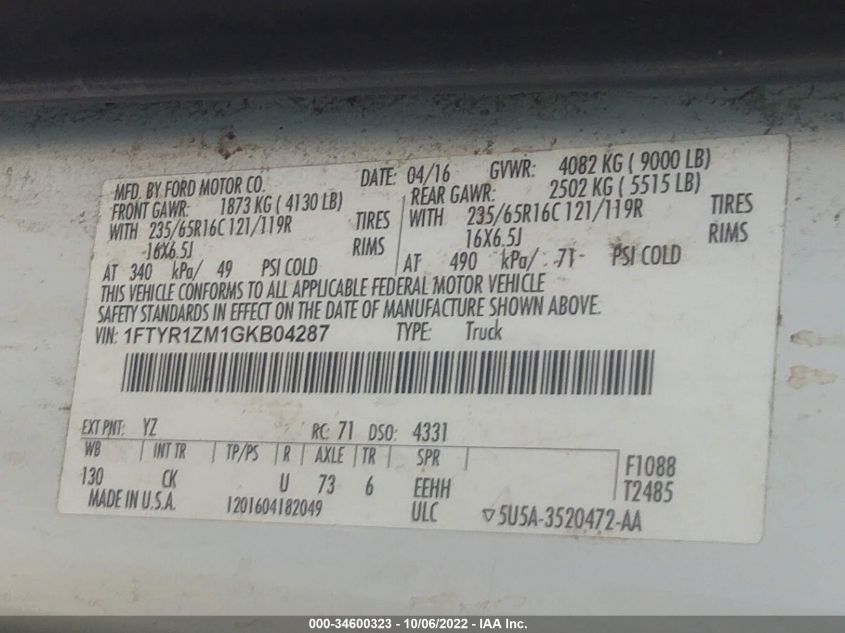 MFD. BY FORD MOTOR CO. DATE: 04/16 GVWR: 4082 KG ( 9000 LB)
FRONT GAWR: 1873 KG ( 4130 LB) REAR GAWR: 2502 KG ( 5515 LB)
WITH 235/65R16C 121/119R TIRES WITH 235/65R16C 121/119R TIRES
16X6.5J RIMS 16X6.5J RIMS
AT 340 kPa/ 49 PSI COLD AT 490 kPa/ 71 PSI COLD
THIS VEHICLE CONFORMS TO ALL APPLICABLE FEDERAL MOTOR VEHICLE
SAFETY STANDARDS IN EFFECT ON THE DATE OF MANUFACTURE SHOWN ABOVE.
VIN: 1FTYR1ZM1GKB04287 TYPE: Truck
EXT PNT: YZ RC: 71 DSO: 4331
WB INT TR TP/PS R AXLE TR SPR F1088
130 CK U 73 6 EEHH T2485
MADE IN U.S.A. 1201604182049 ULC 5U5A-3520472-AA
000-34600323 - 10/06/2022 - IAA Inc.